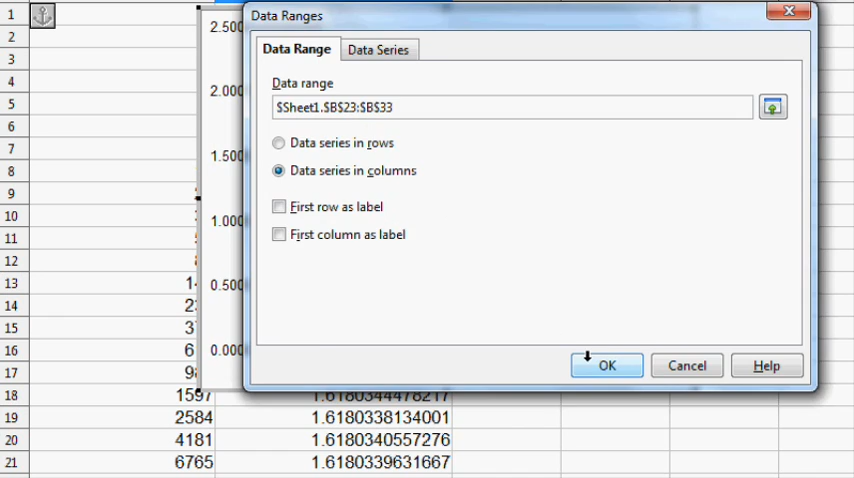 Data Ranges
Data Range Data Series
Data range
$Sheet1.$B$23:$B$33
Data series in rows
Data series in columns
First row as label
First column as label
OK Cancel Help
2.500
2.000
1.500
1.000
0.500
0.000
1
2
3
4
5
6
7
8
9
10
11
12
13
14
15
16
17
18 1597 1.6180344478217
19 2584 1.6180338134001
20 4181 1.6180340557276
21 6765 1.6180339631667